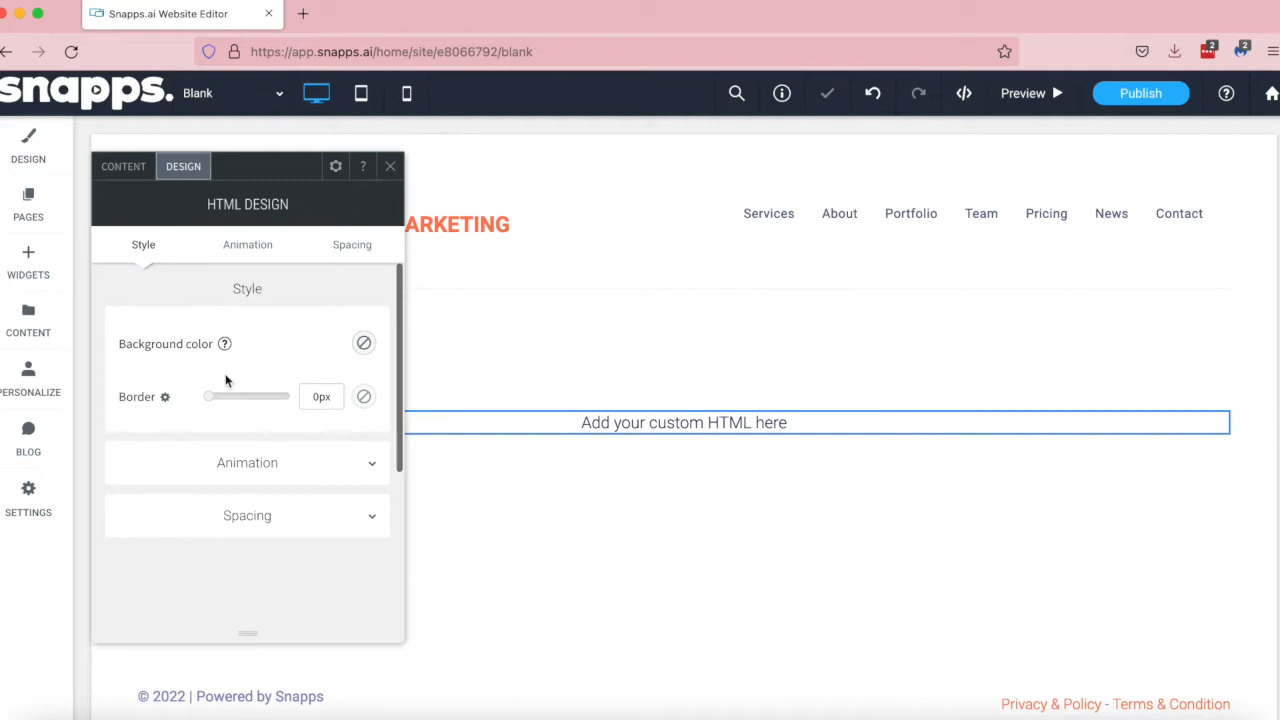 Snapps.ai Website Editor
https://app.snapps.ai/home/site/e8066792/blank
2
2
snapps.
Blank
Preview
Publish
DESIGN
PAGES
WIDGETS
CONTENT
PERSONALIZE
BLOG
SETTINGS
CONTENT
DESIGN
?
HTML DESIGN
Style
Animation
Spacing
Style
Background color ?
Border
0px
Animation
Spacing
ARKETING
Services
About
Portfolio
Team
Pricing
News
Contact
Add your custom HTML here
© 2022 | Powered by Snapps
Privacy & Policy - Terms & Condition